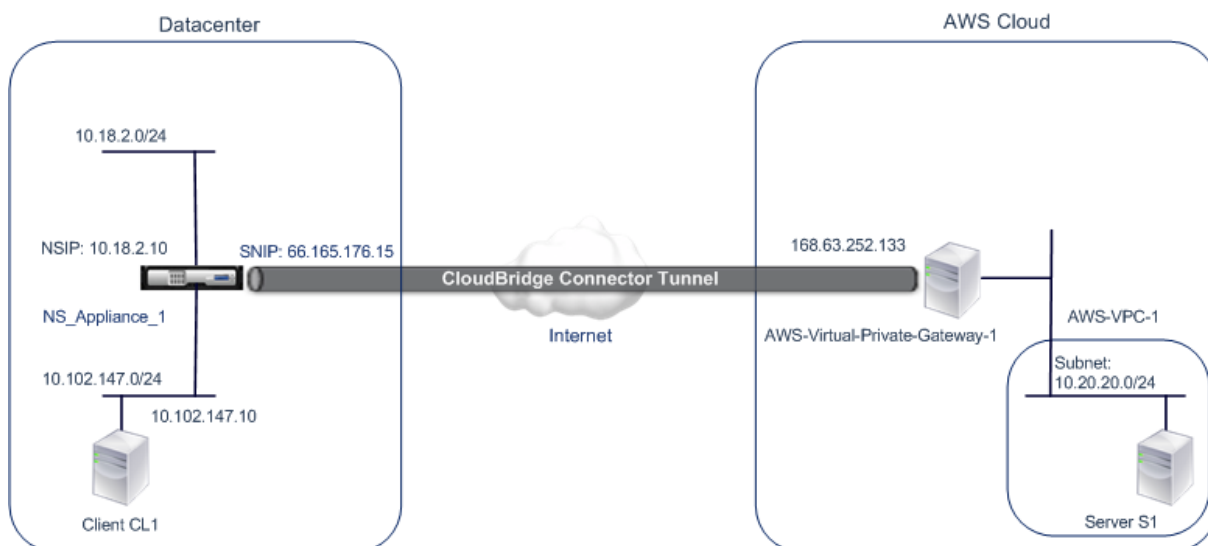 Datacenter
AWS Cloud
10.18.2.0/24
NSIP: 10.18.2.10
SNIP: 66.165.176.15
168.63.252.133
CloudBridge Connector Tunnel
NS_Appliance_1
Internet
AWS-Virtual-Private-Gateway-1
AWS-VPC-1
10.102.147.0/24
10.102.147.10
Subnet:
10.20.20.0/24
Client CL1
Server S1